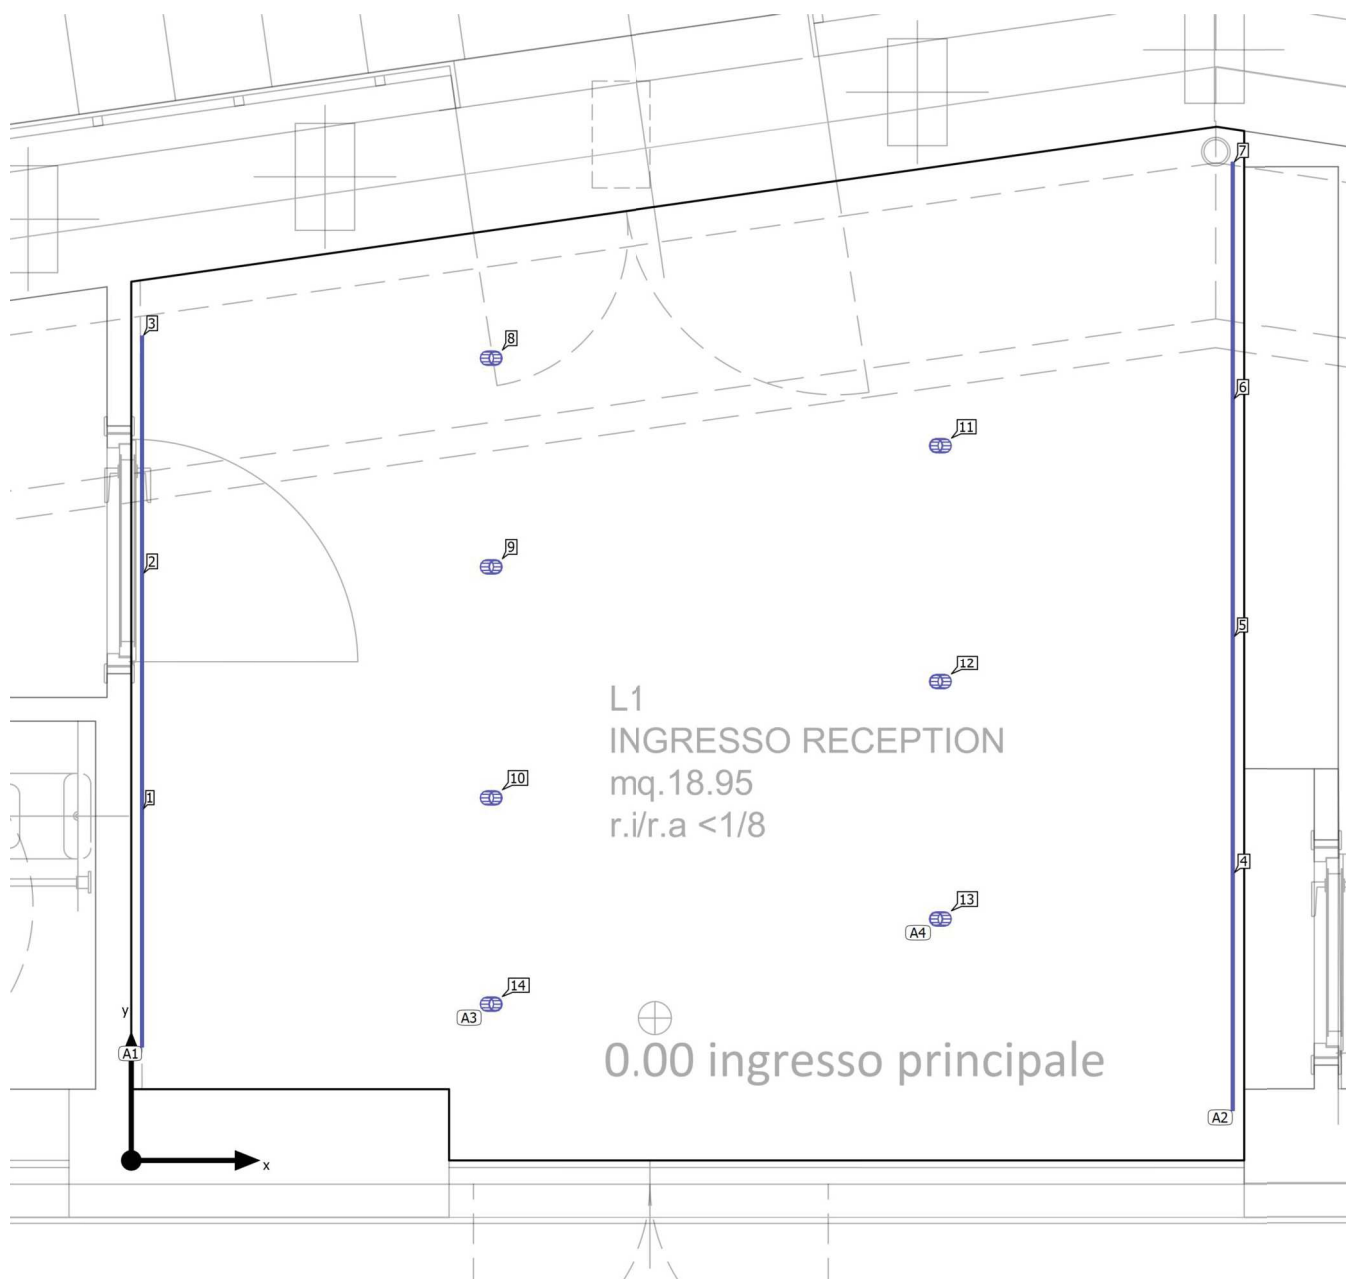 7
3
8
6
11
9
2
5
12
L1
INGRESSO RECEPTION
mq.18.95
r.i/r.a <1/8
10
1
4
13
A4
14
A3
y
A1
0.00 ingresso principale
A2
x